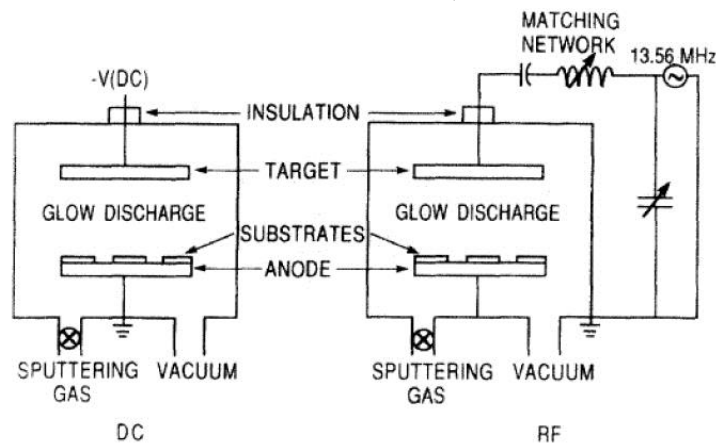 MATCHING
NETWORK
13.56 MHz
-V(DC)
INSULATION
TARGET
GLOW DISCHARGE
GLOW DISCHARGE
SUBSTRATES
ANODE
SPUTTERING
GAS
VACUUM
SPUTTERING
GAS
VACUUM
DC
RF